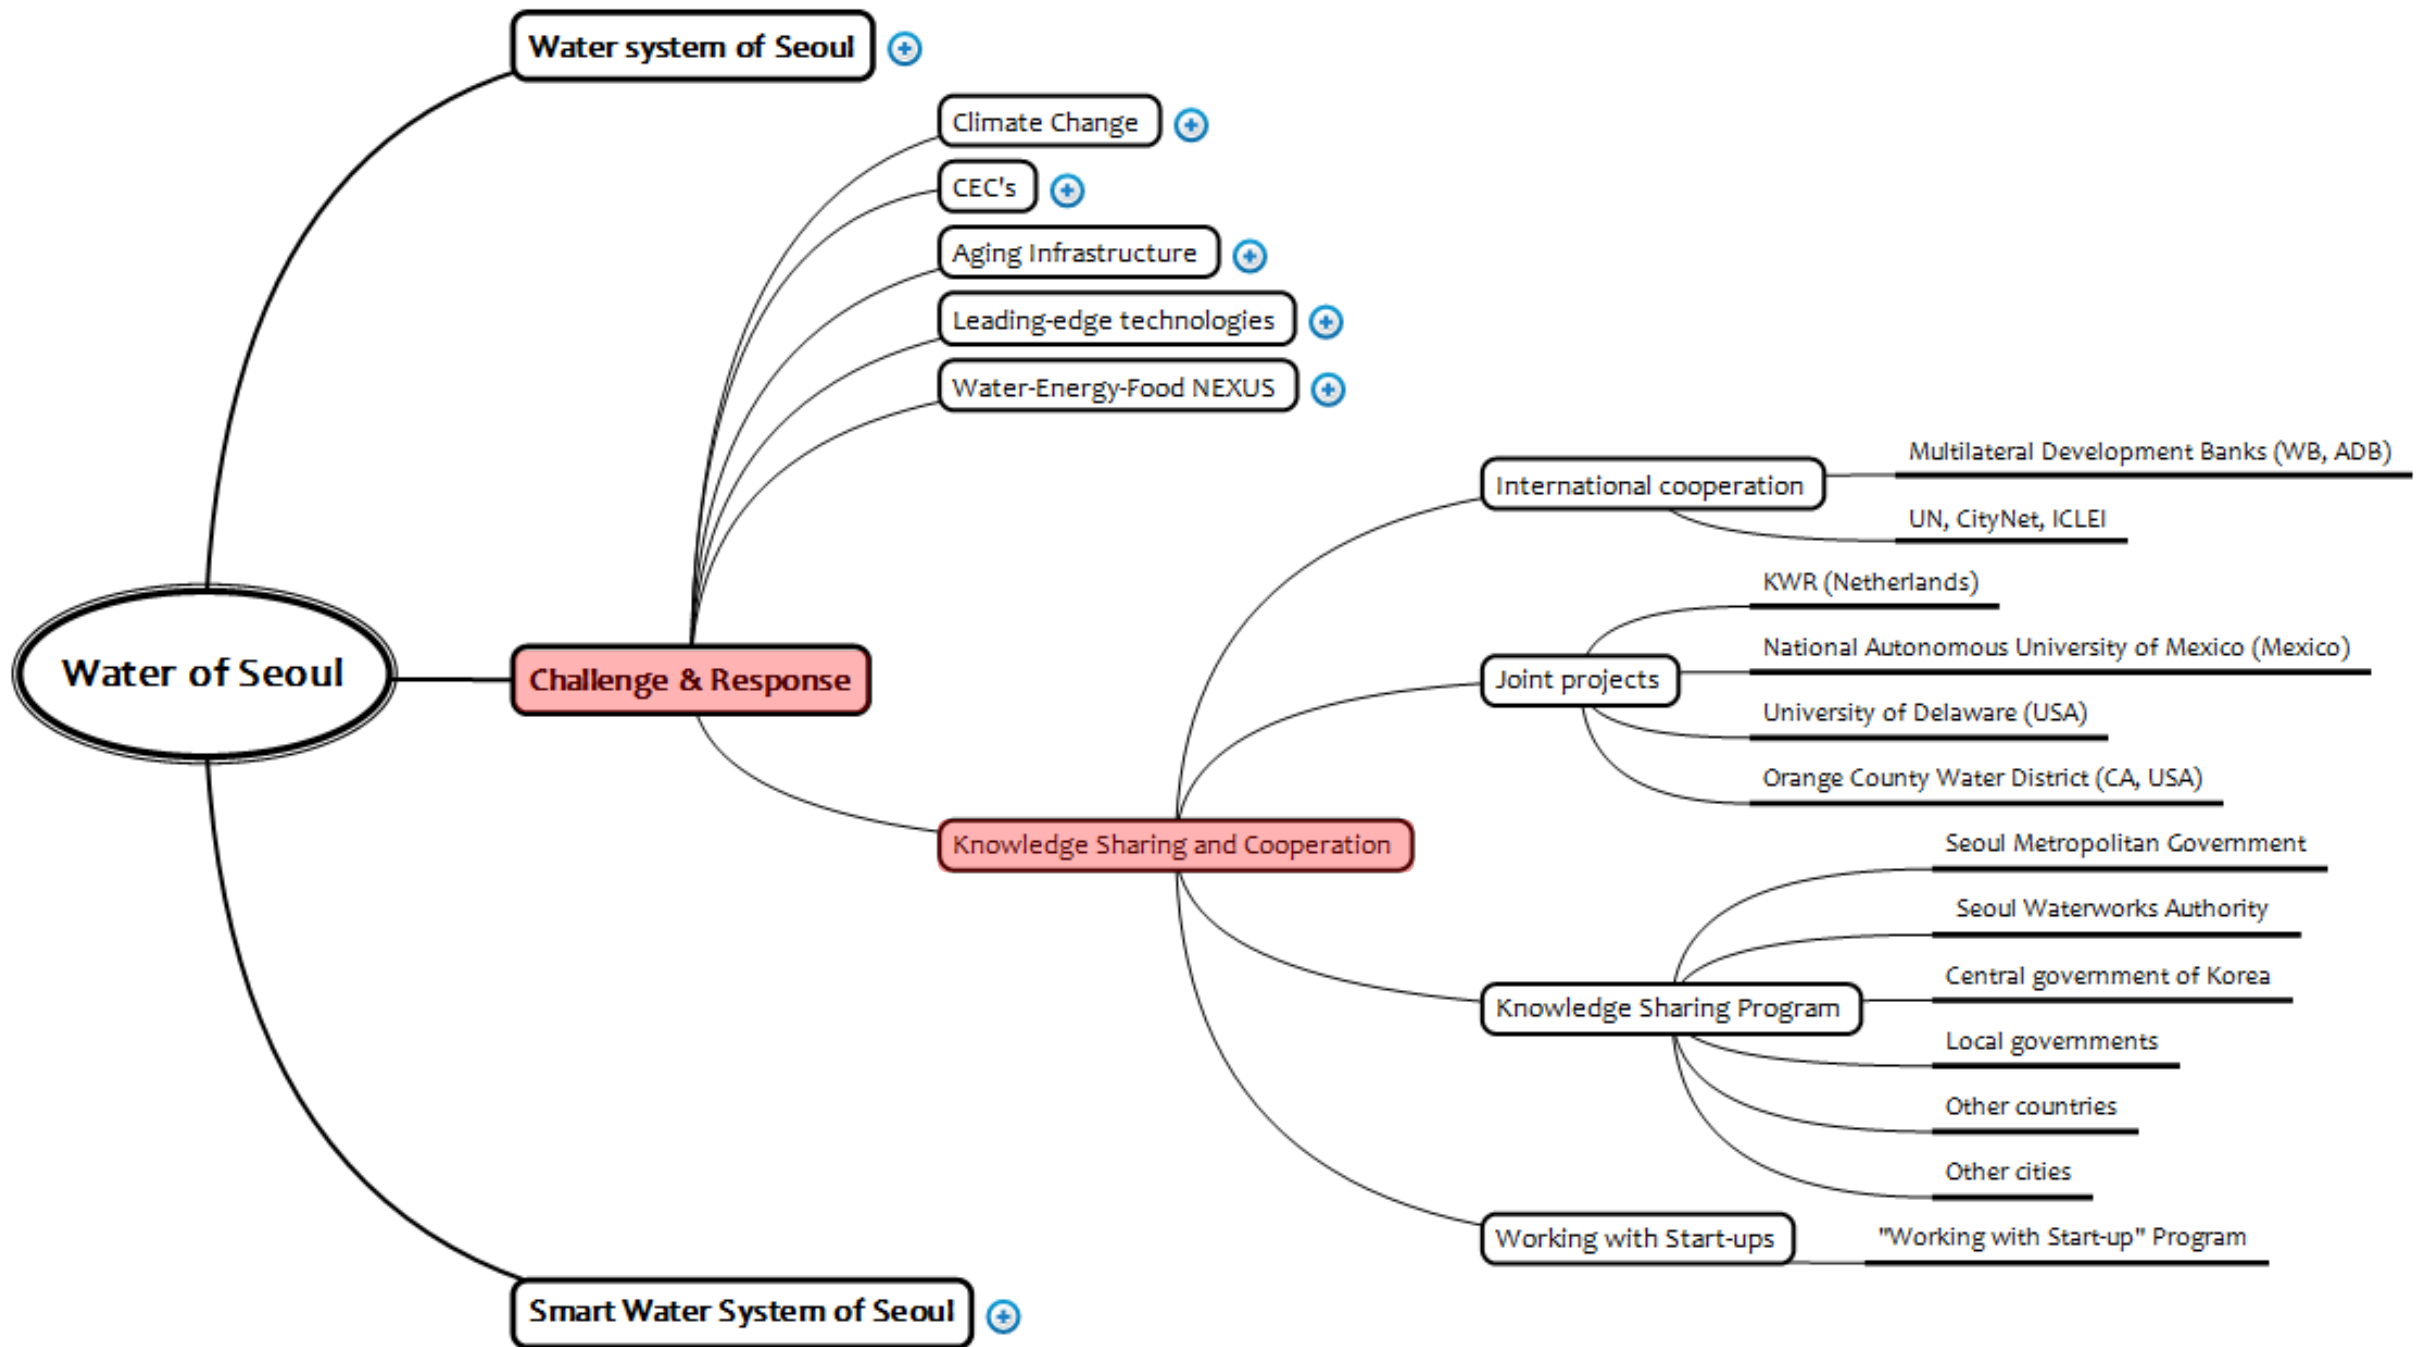 Water system of Seoul
Climate Change
CEC's
Aging Infrastructure
Leading-edge technologies
Water-Energy-Food NEXUS
Water of Seoul
Challenge & Response
Knowledge Sharing and Cooperation
International cooperation
Multilateral Development Banks (WB, ADB)
UN, CityNet, ICLEI
Joint projects
KWR (Netherlands)
National Autonomous University of Mexico (Mexico)
University of Delaware (USA)
Orange County Water District (CA, USA)
Knowledge Sharing Program
Seoul Metropolitan Government
Seoul Waterworks Authority
Central government of Korea
Local governments
Other countries
Other cities
Working with Start-ups
"Working with Start-up" Program
Smart Water System of Seoul